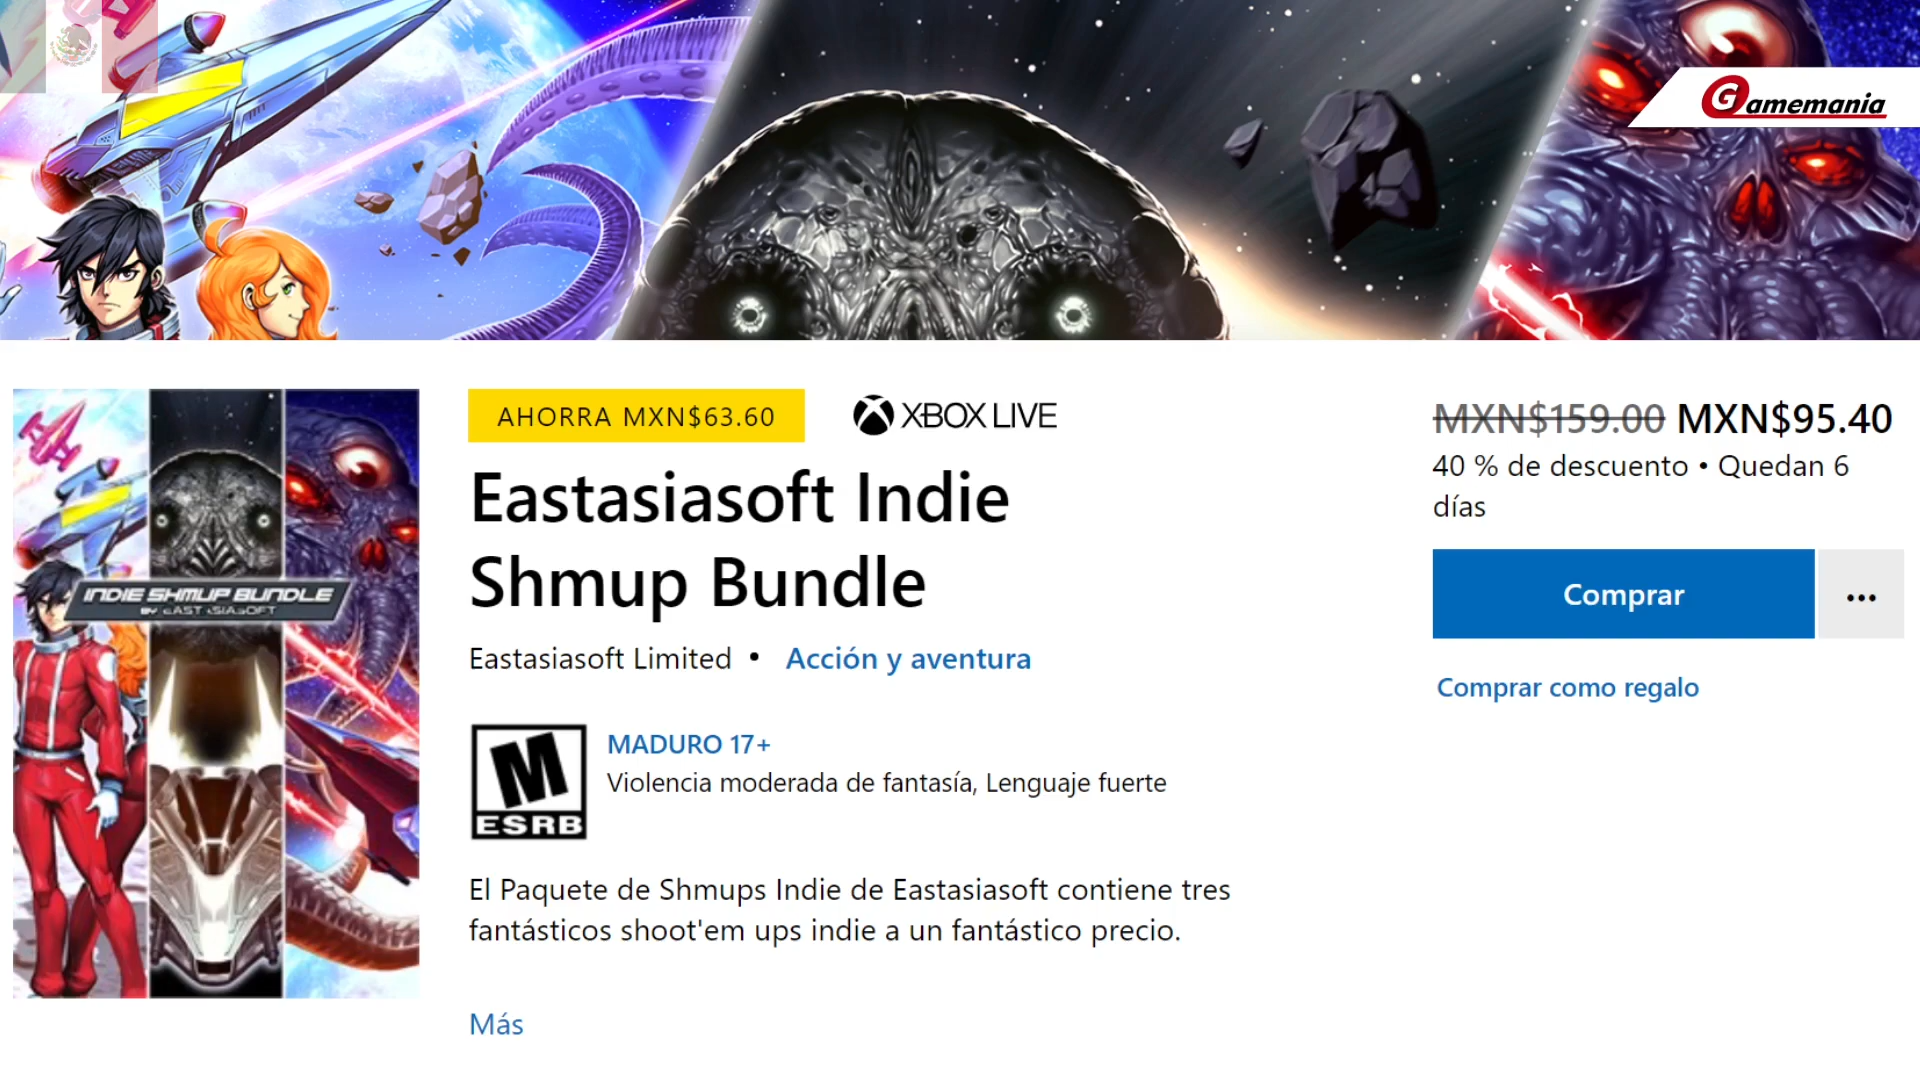 Gamemania
AHORRA MXN$63.60
XBOX LIVE
MXN$159.00 MXN$95.40
40 % de descuento • Quedan 6
días
Eastasiasoft Indie
Shmup Bundle
Comprar
...
INDIE SHMUP BUNDLE
BY EASTASIASOFT
Eastasiasoft Limited • Acción y aventura
Comprar como regalo
M
ESRB
MADURO 17+
Violencia moderada de fantasía, Lenguaje fuerte
El Paquete de Shmups Indie de Eastasiasoft contiene tres
fantásticos shoot'em ups indie a un fantástico precio.
Más